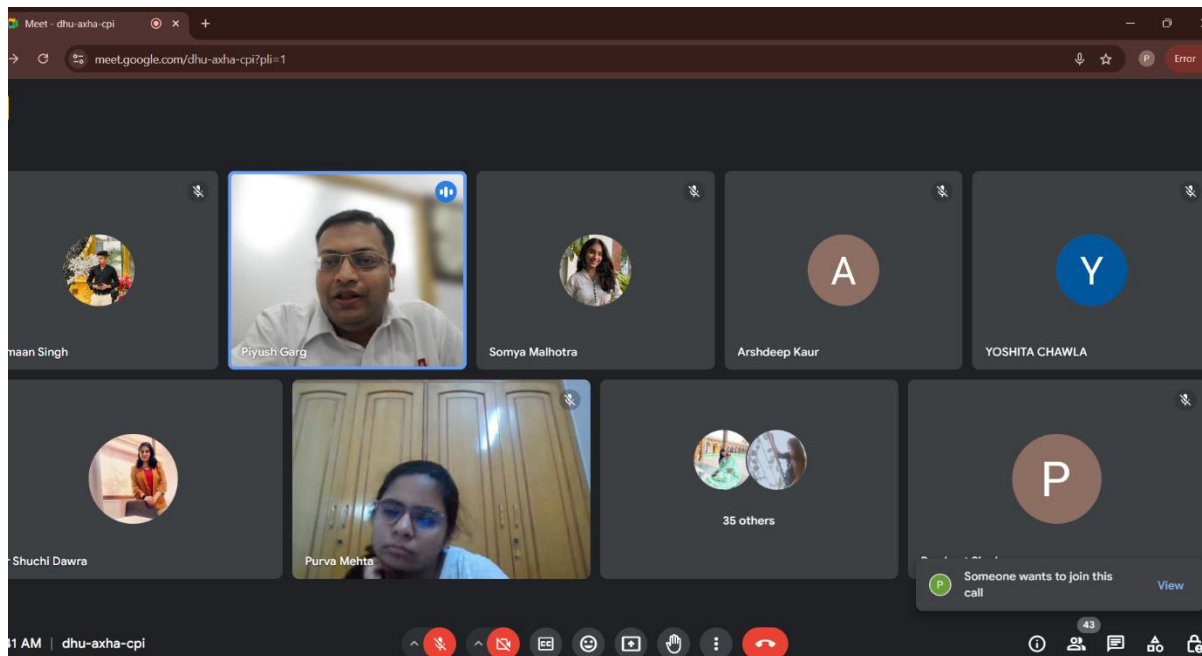 Meet - dhu-axha-cpi
meet.google.com/dhu-axha-cpi?pli=1
P
Error
maan Singh
Piyush Garg
Somya Malhotra
A
Arshdeep Kaur
Y
YOSHITA CHAWLA
Shuchi Dawra
Purva Mehta
35 others
P
P
Someone wants to join this
call
View
41 AM | dhu-axha-cpi
CC
43